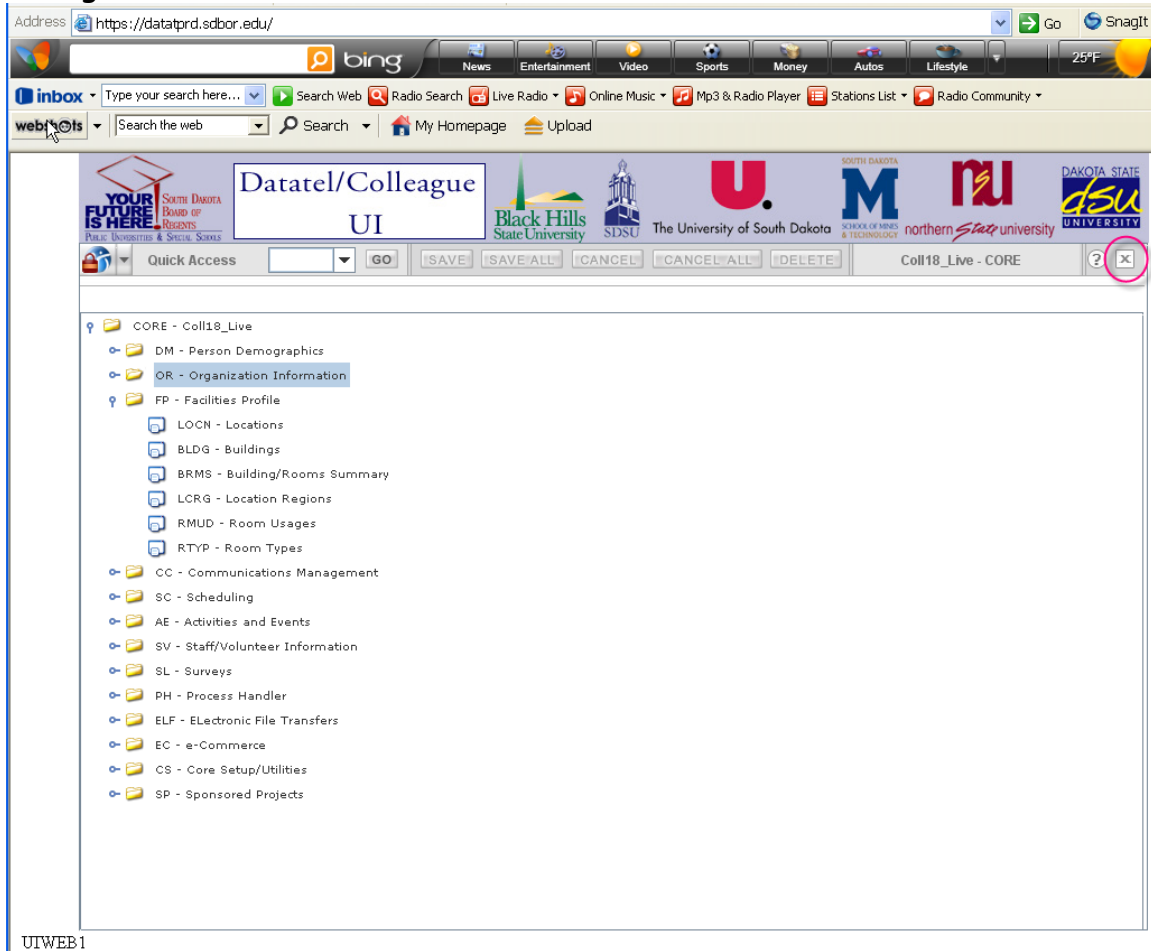 Address https://datatprd.sdbor.edu/ Go SnagIt
bing News Entertainment Video Sports Money Autos Lifestyle 25°F
inbox Type your search here... Search Web Radio Search Live Radio Online Music Mp3 & Radio Player Stations List Radio Community
webshots Search the web Search My Homepage Upload
YOUR FUTURE IS HERE South Dakota Board of Regents
Public Universities & Special Schools
Datatel/Colleague
UI
Black Hills
State University
SDSU
The University of South Dakota
SOUTH DAKOTA
M
SCHOOL OF MINES
& TECHNOLOGY
nsu
northern State university
DAKOTA STATE
dsu
UNIVERSITY
Quick Access GO SAVE SAVE ALL CANCEL CANCEL ALL DELETE Coll18_Live - CORE ? x
CORE - Coll18_Live
DM - Person Demographics
OR - Organization Information
FP - Facilities Profile
LOCN - Locations
BLDG - Buildings
BRMS - Building/Rooms Summary
LCRG - Location Regions
RMUD - Room Usages
RTYP - Room Types
CC - Communications Management
SC - Scheduling
AE - Activities and Events
SV - Staff/Volunteer Information
SL - Surveys
PH - Process Handler
ELF - ELectronic File Transfers
EC - e-Commerce
CS - Core Setup/Utilities
SP - Sponsored Projects
UIWEB1